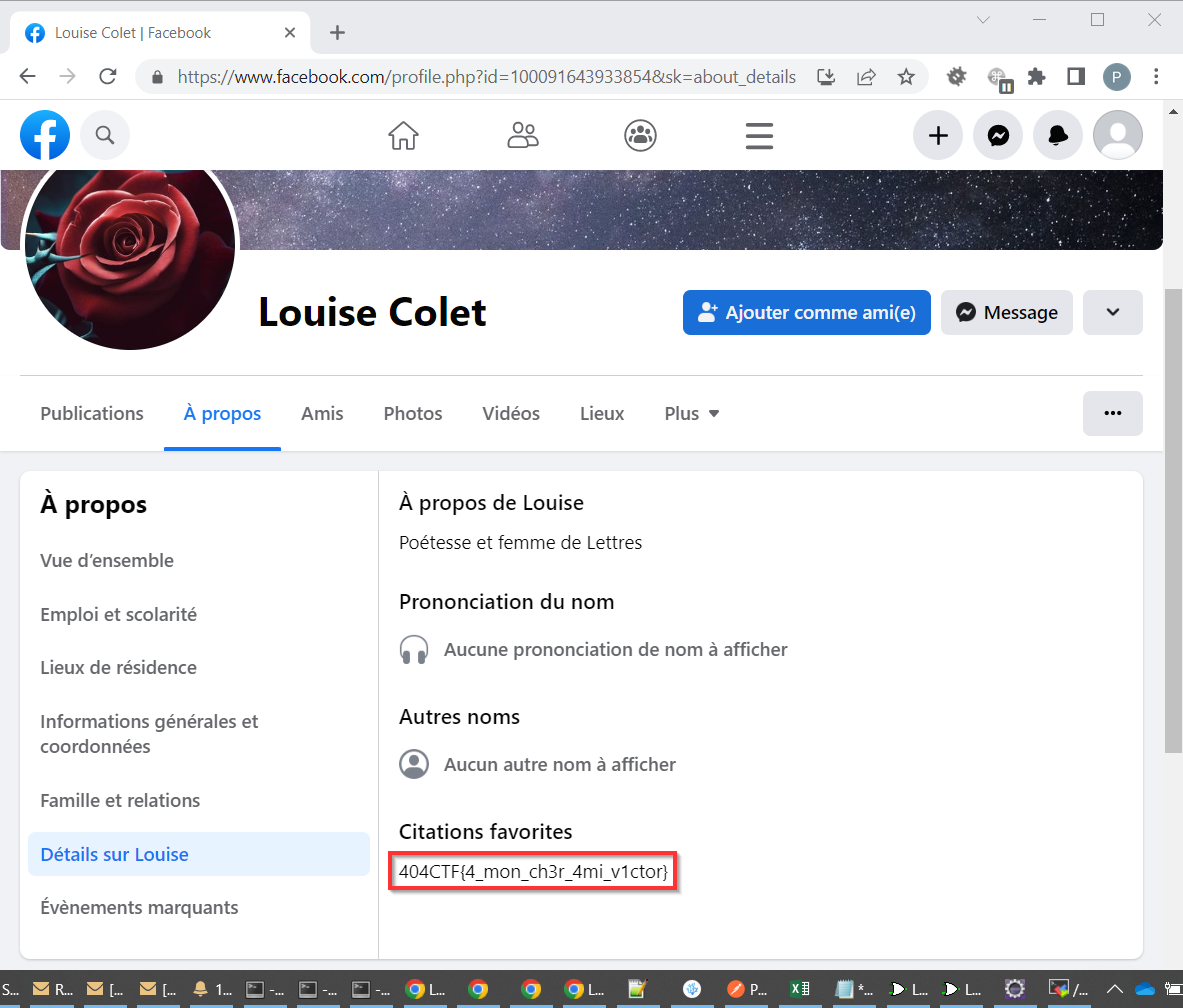 Louise Colet | Facebook
https://www.facebook.com/profile.php?id=100091643933854&sk=about_details
P
Louise Colet
Ajouter comme ami(e)
Message
Publications
À propos
Amis
Photos
Vidéos
Lieux
Plus
À propos
Vue d’ensemble
Emploi et scolarité
Lieux de résidence
Informations générales et
coordonnées
Famille et relations
Détails sur Louise
Évènements marquants
À propos de Louise
Poétesse et femme de Lettres
Prononciation du nom
Aucune prononciation de nom à afficher
Autres noms
Aucun autre nom à afficher
Citations favorites
404CTF{4_mon_ch3r_4mi_v1ctor}
S... R... [... [... 1... -... -... -... L... L... P... *... L... L... /...